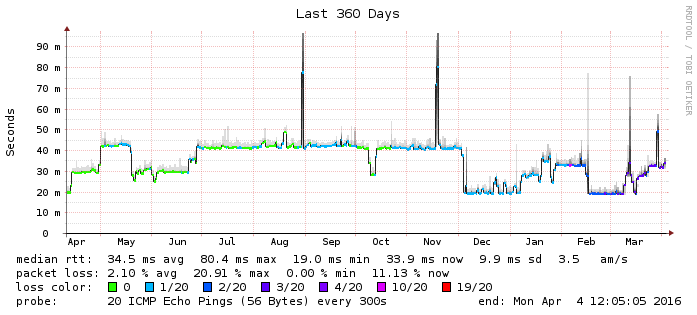 Last 360 Days
RRDTOOL / TOBI OETIKER
Seconds
90 m
80 m
70 m
60 m
50 m
40 m
30 m
20 m
10 m
0
Apr May Jun Jul Aug Sep Oct Nov Dec Jan Feb Mar
median rtt: 34.5 ms avg 80.4 ms max 19.0 ms min 33.9 ms now 9.9 ms sd 3.5 am/s
packet loss: 2.10 % avg 20.91 % max 0.00 % min 11.13 % now
loss color: 0 1/20 2/20 3/20 4/20 10/20 19/20
probe: 20 ICMP Echo Pings (56 Bytes) every 300s end: Mon Apr 4 12:05:05 2016